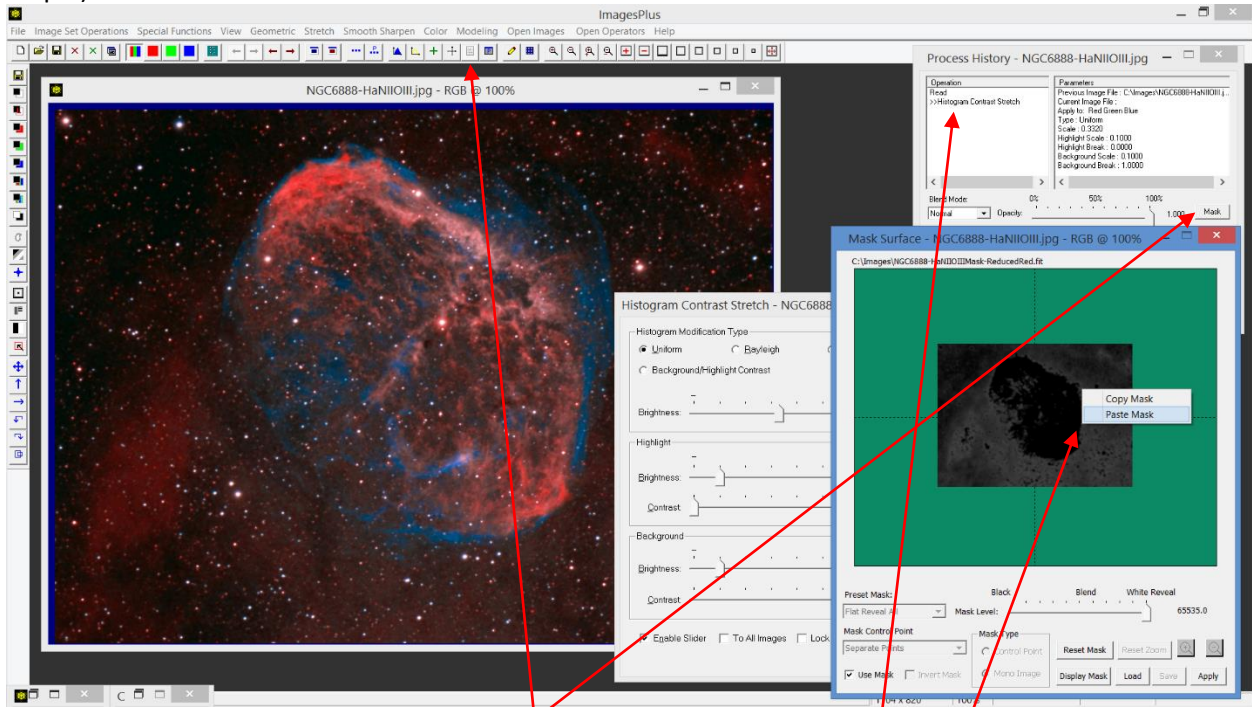 ImagesPlus
File Image Set Operations Special Functions View Geometric Stretch Smooth Sharpen Color Modeling Open Images Open Operators Help
NGC6888-HaNIIOIII.jpg - RGB @ 100%
Process History - NGC6888-HaNIIOIII.jpg
Operation
Read
>>Histogram Contrast Stretch
Parameters
Previous Image File : C:\Images\NGC6888-HaNIIOIII.j...
Current Image File :
Apply to: Red Green Blue
Type : Uniform
Scale : 0.3320
Highlight Scale : 0.1000
Highlight Break : 0.0000
Background Scale : 0.1000
Background Break : 1.0000
Blend Mode: 0% 50% 100%
Normal Opacity: 1.000 Mask
Mask Surface - NGC6888-HaNIIOIII.jpg - RGB @ 100%
C:\Images\NGC6888-HaNIIOIIIMask-ReducedRed.fit
Copy Mask
Paste Mask
Preset Mask: Black Blend White Reveal
Flat Reveal All Mask Level: 65535.0
Mask Control Point Mask Type
Separate Points Control Point Reset Mask Reset Zoom
Use Mask Invert Mask Mono Image Display Mask Load Save Apply
Histogram Contrast Stretch - NGC6888
Histogram Modification Type
Uniform Rayleigh
Background/Highlight Contrast
Brightness:
Highlight
Brightness:
Contrast:
Background
Brightness:
Contrast:
Enable Slider To All Images Lock
x 820 100%